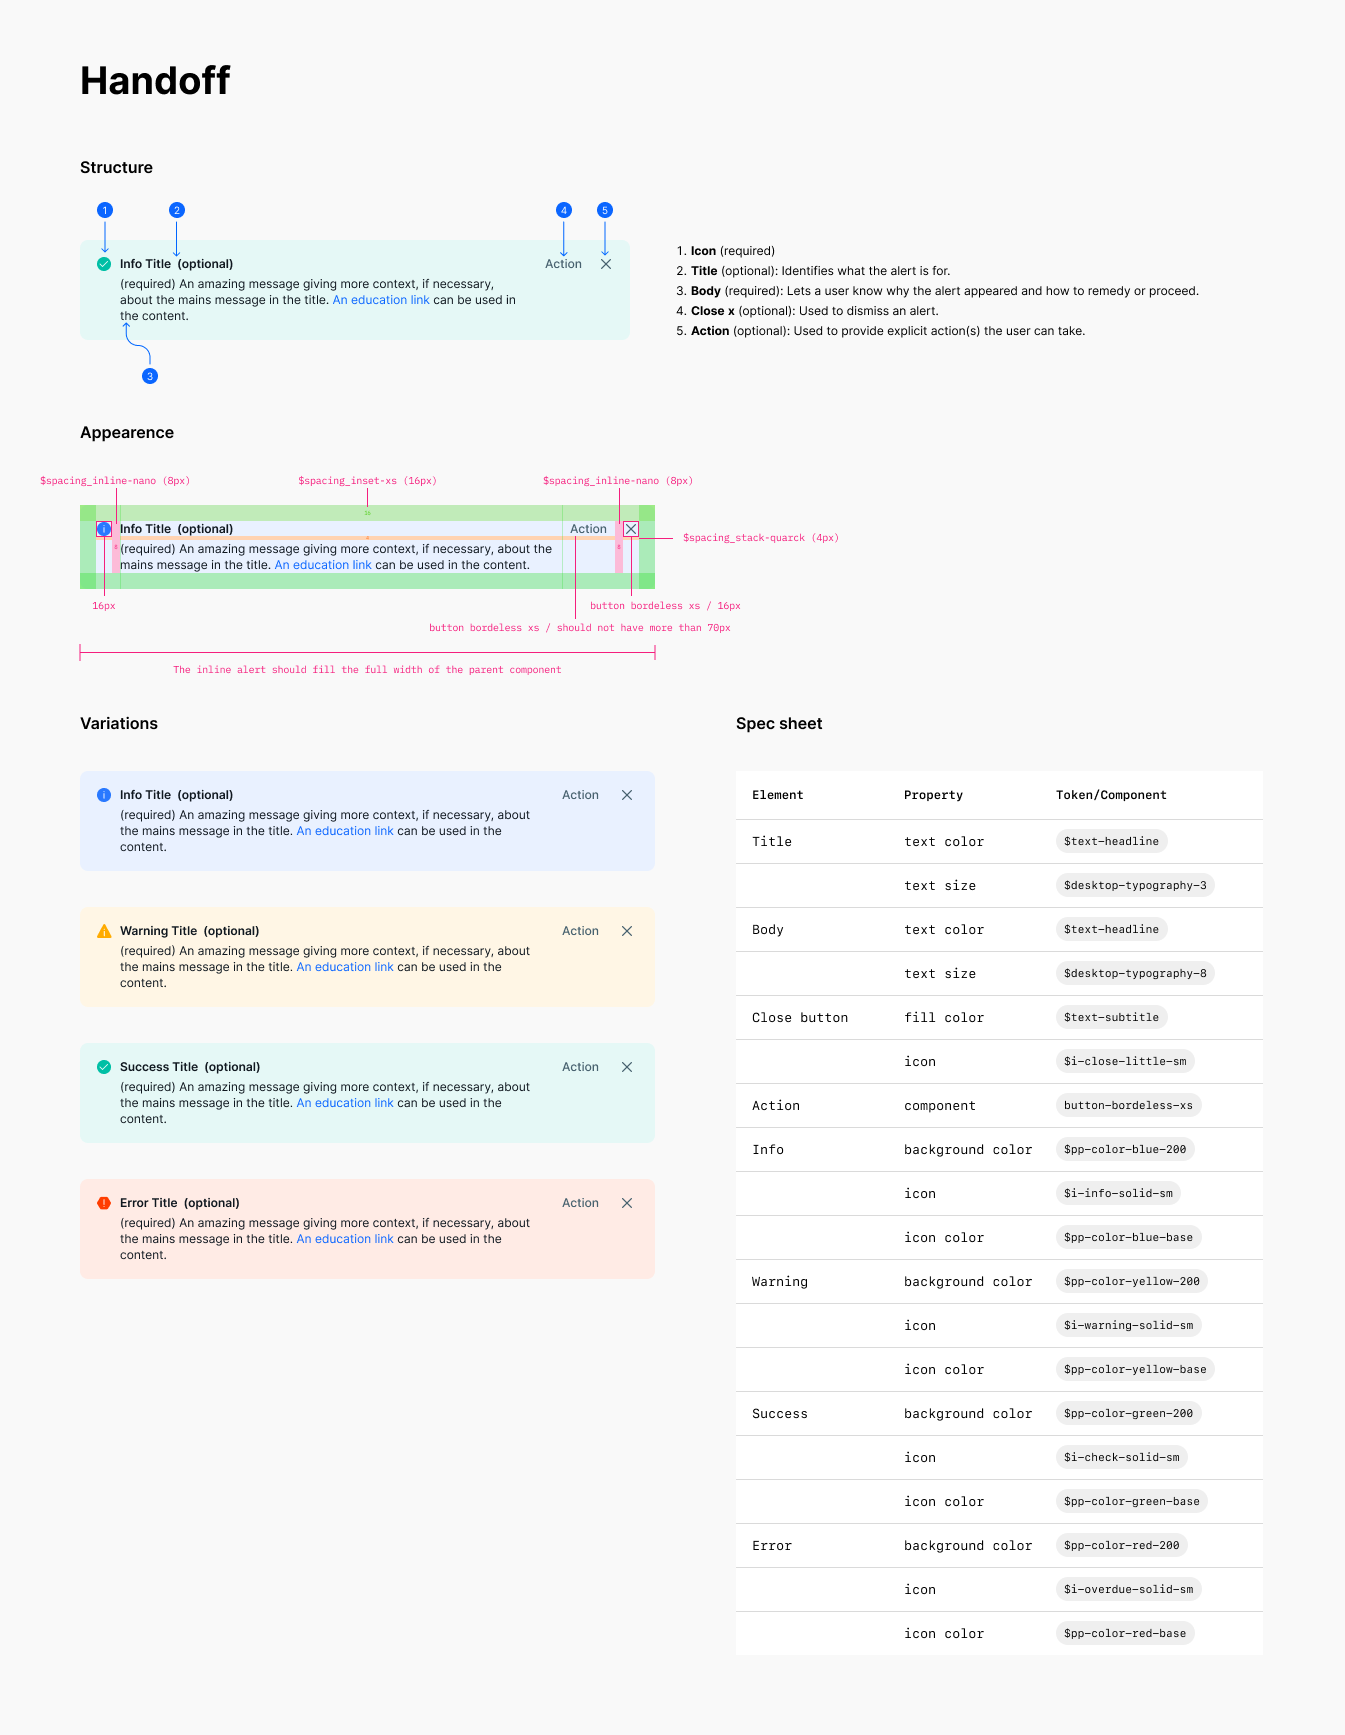 Handoff
Structure
1
2
4
5
Info Title (optional)
Action
(required) An amazing message giving more context, if necessary,
about the mains message in the title. An education link can be used in
the content.
3
1. Icon (required)
2. Title (optional): Identifies what the alert is for.
3. Body (required): Lets a user know why the alert appeared and how to remedy or proceed.
4. Close x (optional): Used to dismiss an alert.
5. Action (optional): Used to provide explicit action(s) the user can take.
Appearence
$spacing_inline-nano (8px)
$spacing_inset-xs (16px)
$spacing_inline-nano (8px)
16
Info Title (optional)
Action
$spacing_stack-quarck (4px)
(required) An amazing message giving more context, if necessary, about the
mains message in the title. An education link can be used in the content.
16px
button bordeless xs / 16px
button bordeless xs / should not have more than 70px
The inline alert should fill the full width of the parent component
Variations
Info Title (optional)
Action
(required) An amazing message giving more context, if necessary, about
the mains message in the title. An education link can be used in the
content.
Warning Title (optional)
Action
(required) An amazing message giving more context, if necessary, about
the mains message in the title. An education link can be used in the
content.
Success Title (optional)
Action
(required) An amazing message giving more context, if necessary, about
the mains message in the title. An education link can be used in the
content.
Error Title (optional)
Action
(required) An amazing message giving more context, if necessary, about
the mains message in the title. An education link can be used in the
content.
Spec sheet
Element Property Token/Component
Title text color $text-headline
text size $desktop-typography-3
Body text color $text-headline
text size $desktop-typography-8
Close button fill color $text-subtitle
icon $i-close-little-sm
Action component button-bordeless-xs
Info background color $pp-color-blue-200
icon $i-info-solid-sm
icon color $pp-color-blue-base
Warning background color $pp-color-yellow-200
icon $i-warning-solid-sm
icon color $pp-color-yellow-base
Success background color $pp-color-green-200
icon $i-check-solid-sm
icon color $pp-color-green-base
Error background color $pp-color-red-200
icon $i-overdue-solid-sm
icon color $pp-color-red-base